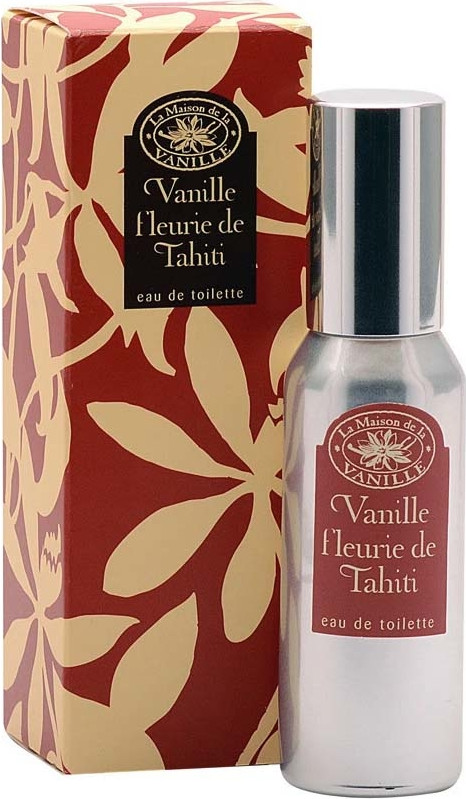 La Maison de la
VANILLE
Vanille
fleurie de
Tahiti
eau de toilette
La Maison de la
VANILLE
Vanille
fleurie de
Tahiti
eau de toilette